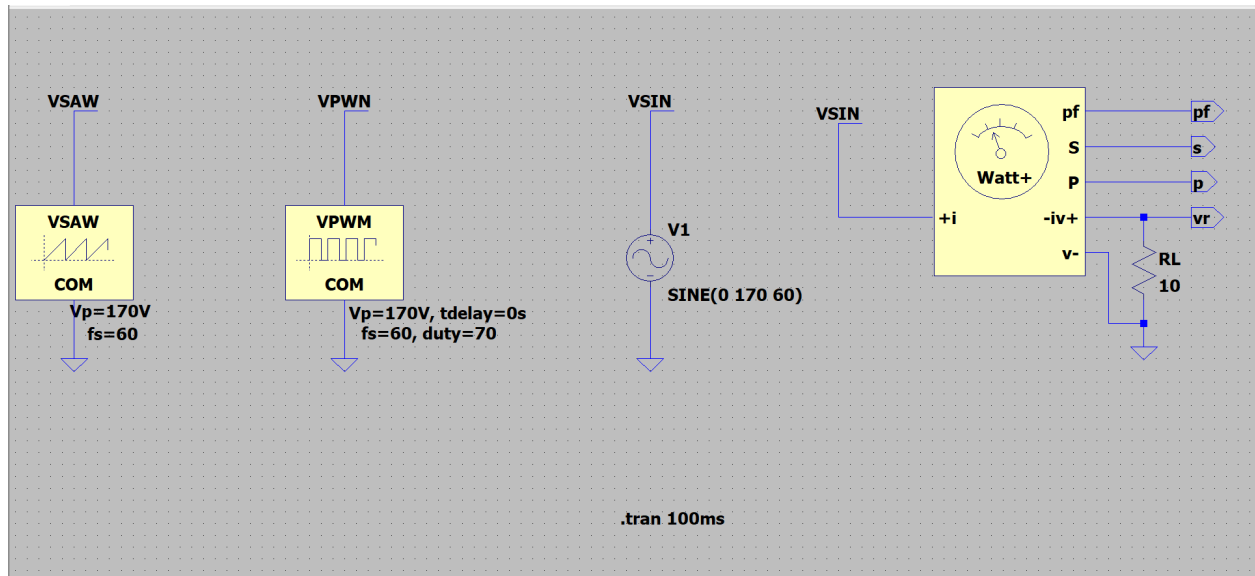 VSAW
VSAW
COM
Vp=170V
fs=60
VPWN
VPWM
COM
Vp=170V, tdelay=0s
fs=60, duty=70
VSIN
V1
SINE(0 170 60)
VSIN
Watt+
+i
pf
S
P
-iv+
v-
pf
s
p
vr
RL
10
.tran 100ms